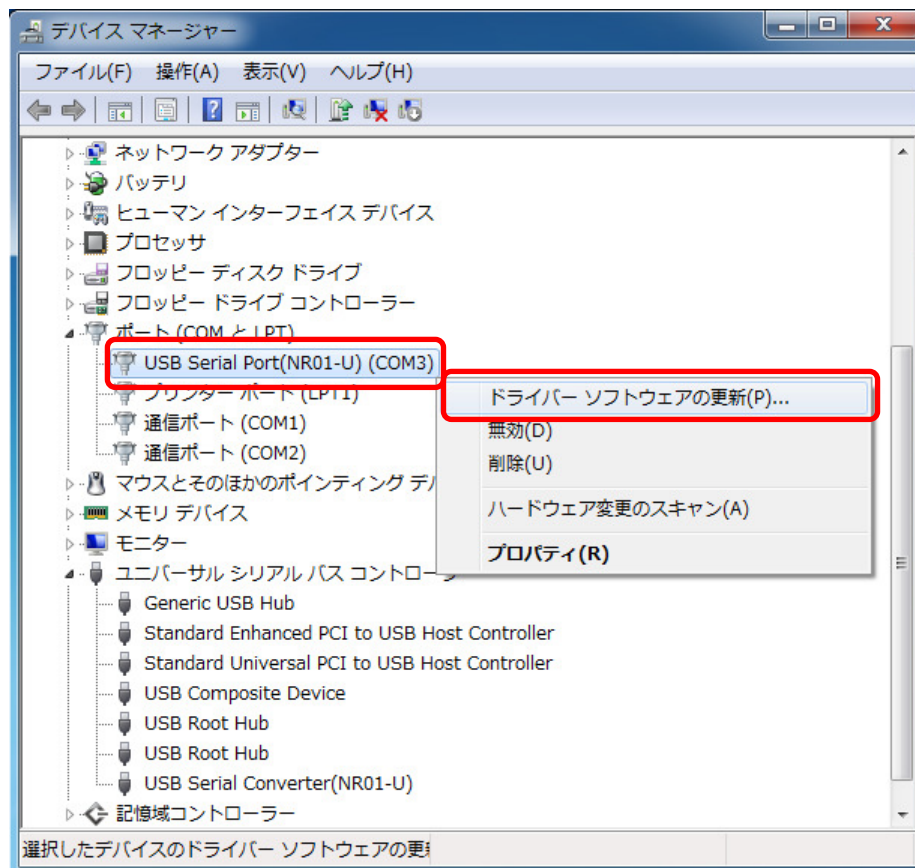 デバイス マネージャー
ファイル(F) 操作(A) 表示(V) ヘルプ(H)
ネットワーク アダプター
バッテリ
ヒューマン インターフェイス デバイス
プロセッサ
フロッピー ディスク ドライブ
フロッピー ドライブ コントローラー
ポート (COM と LPT)
USB Serial Port(NR01-U) (COM3)
プリンター ポート (LPT1)
通信ポート (COM1)
通信ポート (COM2)
マウスとそのほかのポインティング デ
メモリ デバイス
モニター
ユニバーサル シリアル バス コントロー
Generic USB Hub
Standard Enhanced PCI to USB Host Controller
Standard Universal PCI to USB Host Controller
USB Composite Device
USB Root Hub
USB Root Hub
USB Serial Converter(NR01-U)
記憶域コントローラー
ドライバー ソフトウェアの更新(P)...
無効(D)
削除(U)
ハードウェア変更のスキャン(A)
プロパティ(R)
選択したデバイスのドライバー ソフトウェアの更